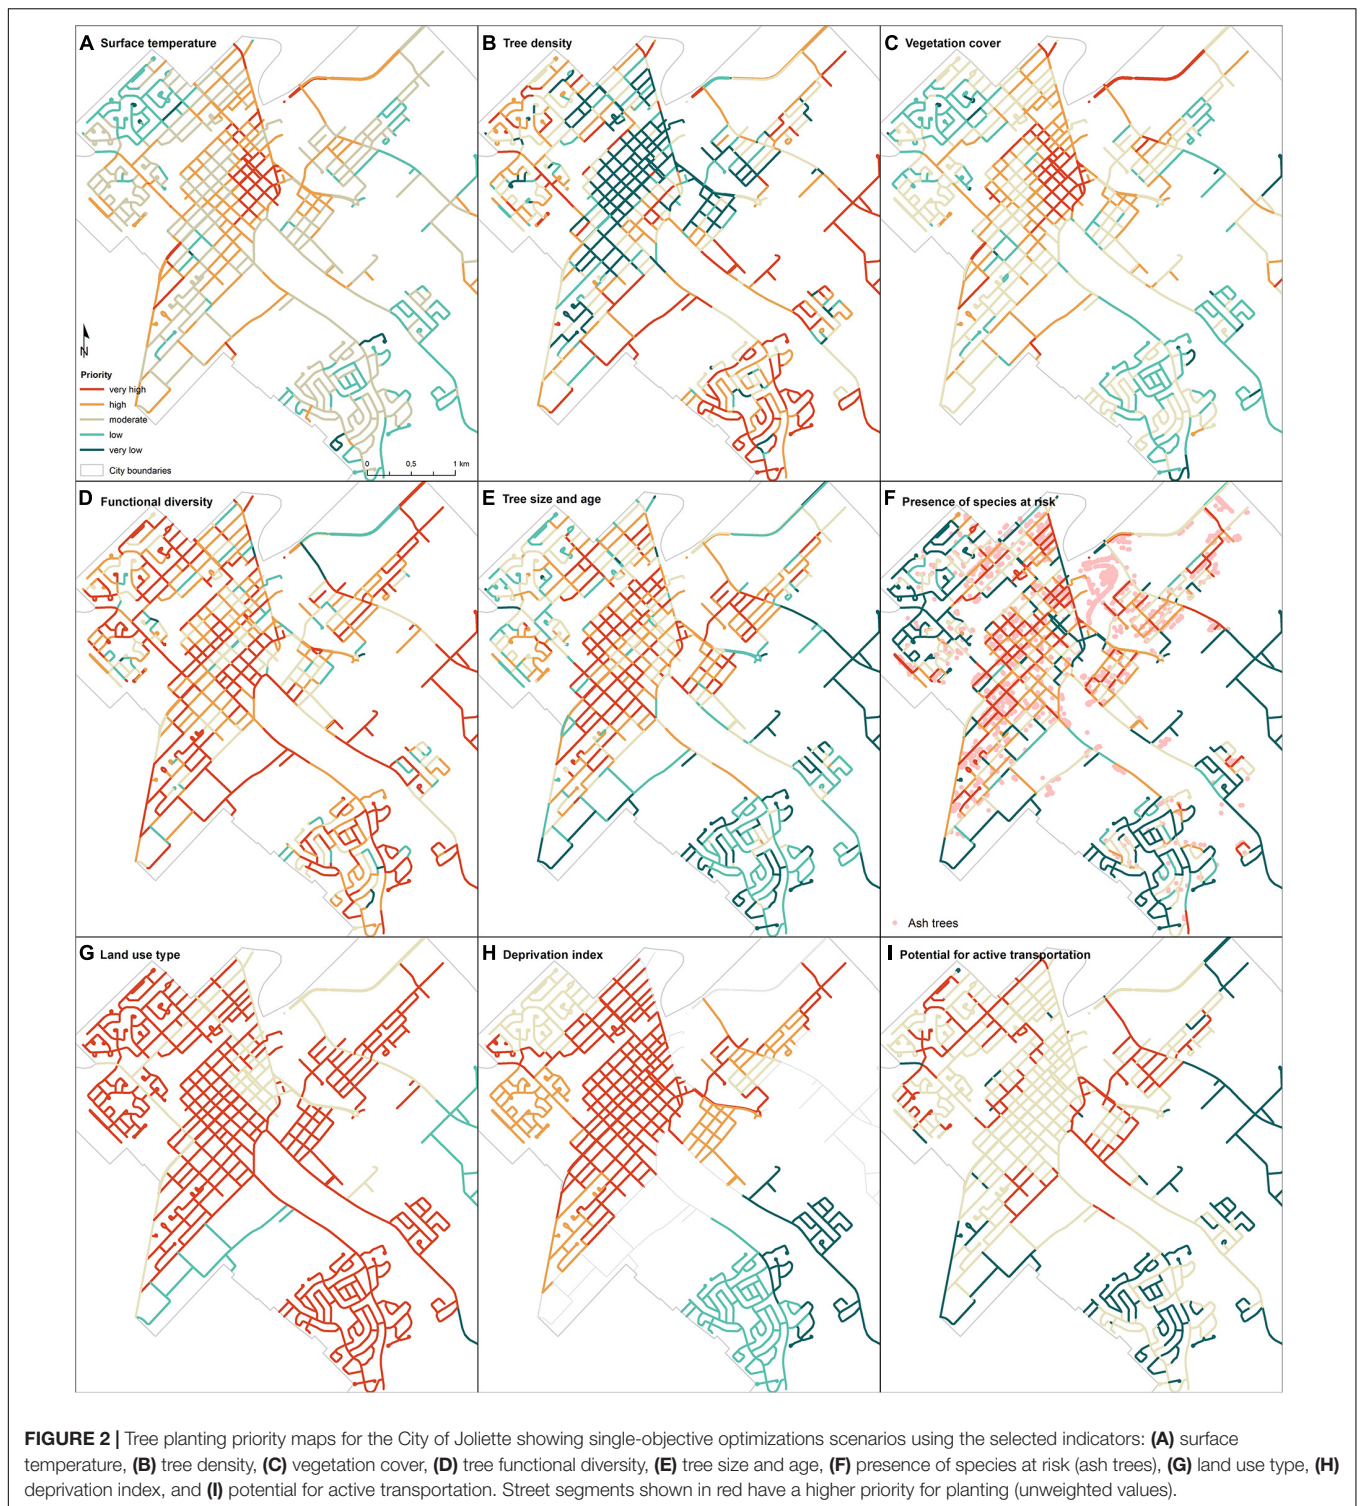 A Surface temperature
B Tree density
C Vegetation cover
N
Priority
very high
high
moderate
low
very low
City boundaries
0 0,5 1 km
D Functional diversity
E Tree size and age
F Presence of species at risk
Ash trees
G Land use type
H Deprivation index
I Potential for active transportation
FIGURE 2 | Tree planting priority maps for the City of Joliette showing single-objective optimizations scenarios using the selected indicators: (A) surface
temperature, (B) tree density, (C) vegetation cover, (D) tree functional diversity, (E) tree size and age, (F) presence of species at risk (ash trees), (G) land use type, (H)
deprivation index, and (I) potential for active transportation. Street segments shown in red have a higher priority for planting (unweighted values).